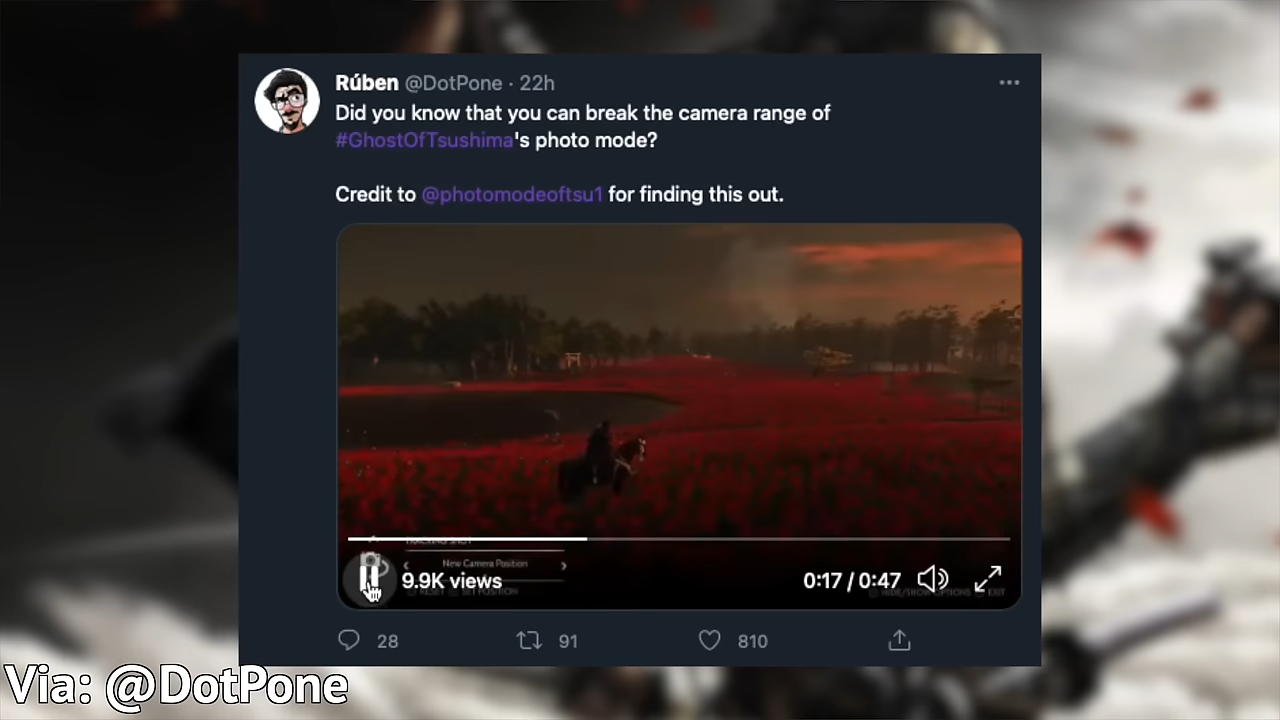 Rúben @DotPone · 22h
Did you know that you can break the camera range of
#GhostOfTsushima's photo mode?
Credit to @photomodeoftsu1 for finding this out.
New Camera Position
9.9K views
0:17 / 0:47
28
91
810
Via: @DotPone